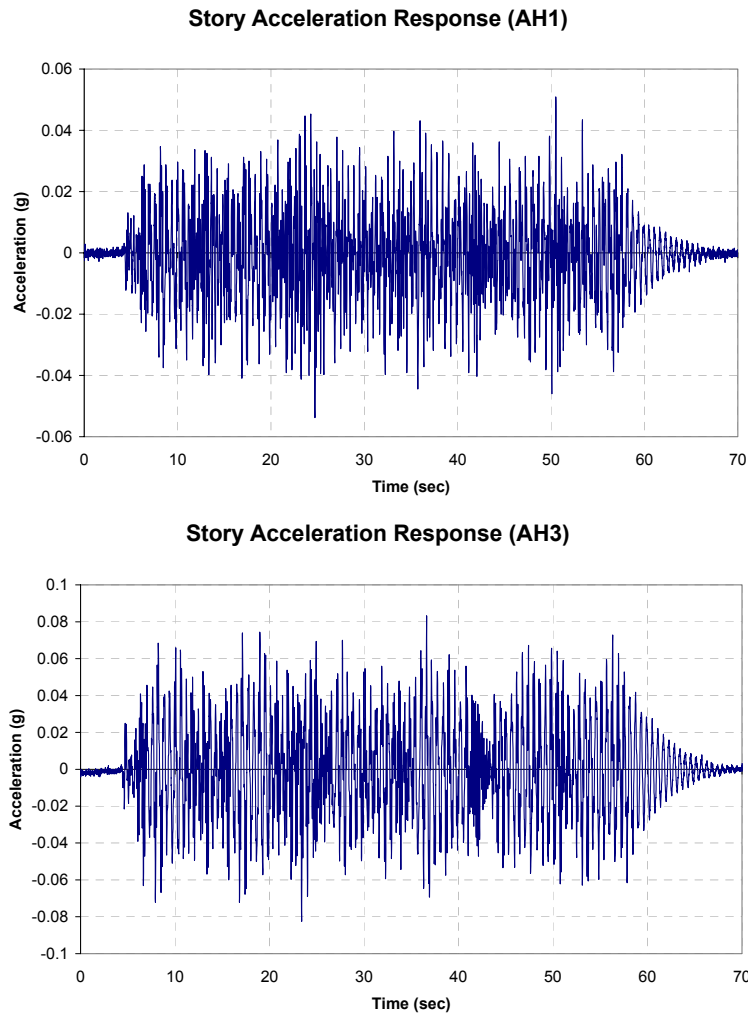 Story Acceleration Response (AH1)
0.06
0.04
0.02
0
-0.02
-0.04
-0.06
Acceleration (g)
0 10 20 30 40 50 60 70
Time (sec)
Story Acceleration Response (AH3)
0.1
0.08
0.06
0.04
0.02
0
-0.02
-0.04
-0.06
-0.08
-0.1
Acceleration (g)
0 10 20 30 40 50 60 70
Time (sec)